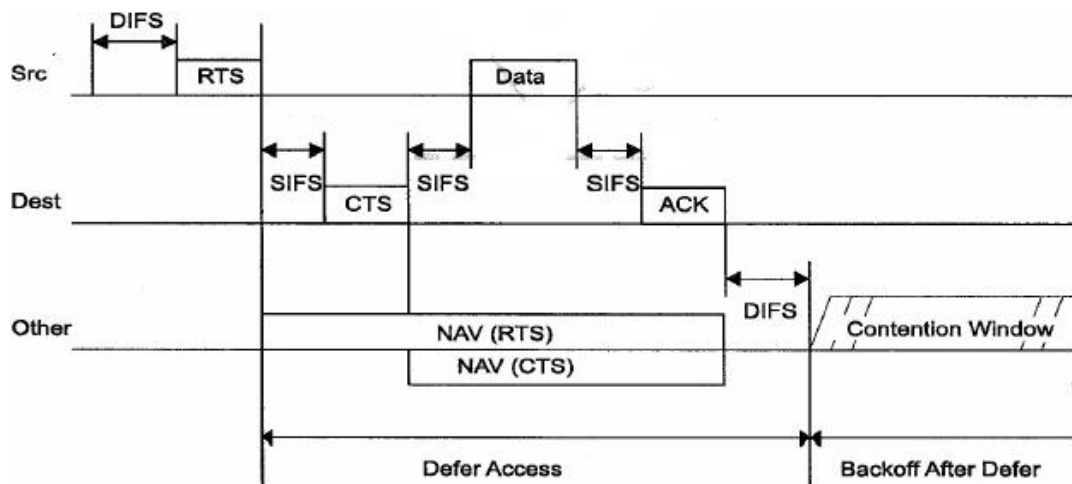 DIFS
Src
RTS
Data
SIFS
SIFS
SIFS
Dest
CTS
ACK
DIFS
Other
NAV (RTS)
Contention Window
NAV (CTS)
Defer Access
Backoff After Defer